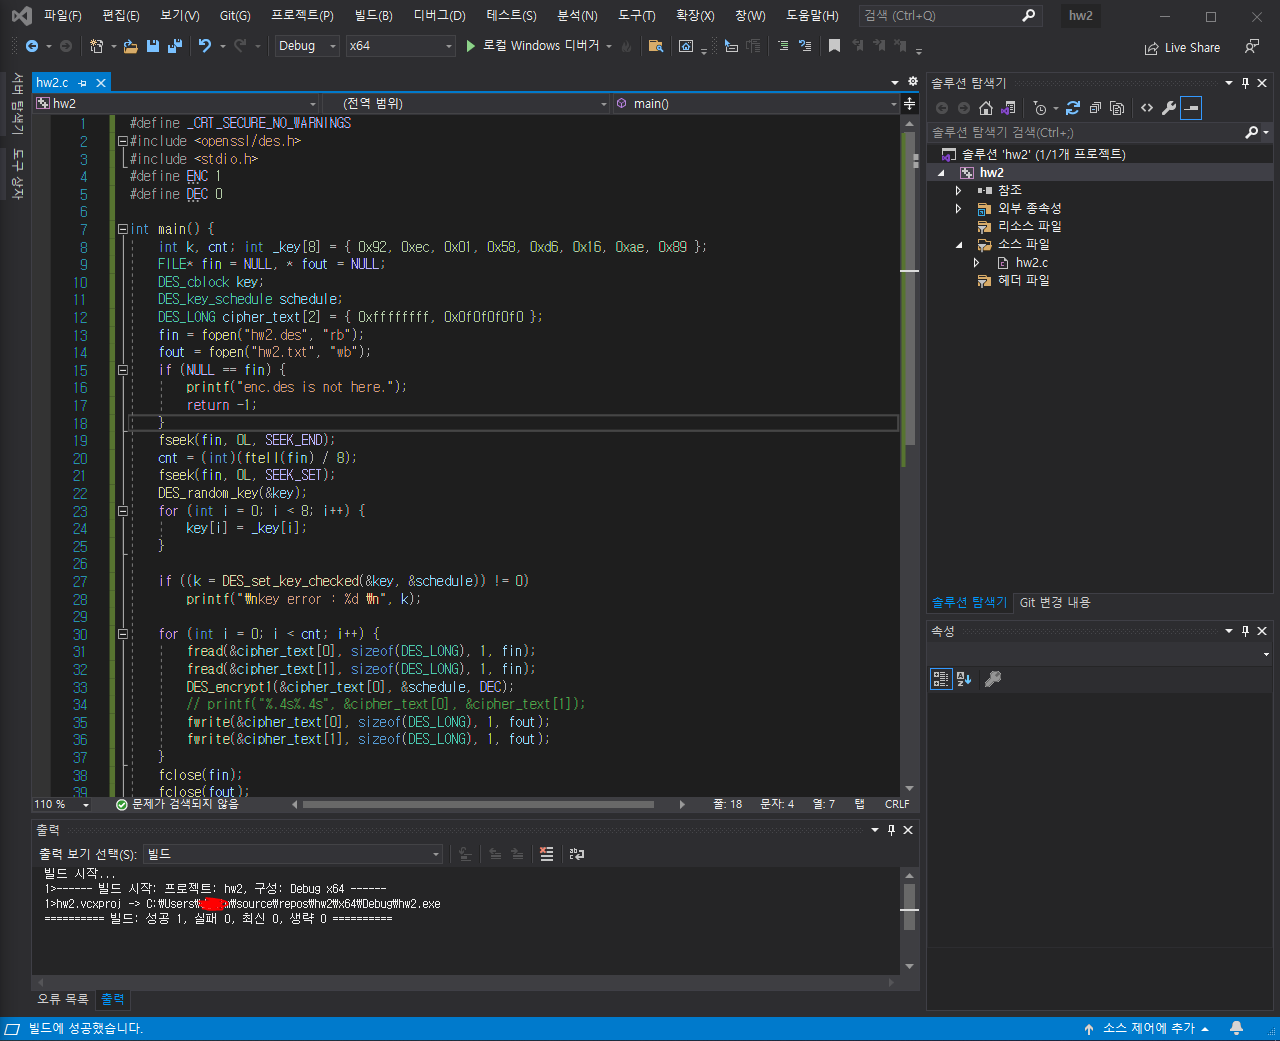 파일(F) 편집(E) 보기(V) Git(G) 프로젝트(P) 빌드(B) 디버그(D) 테스트(S) 분석(N) 도구(T) 확장(X) 창(W) 도움말(H) 검색 (Ctrl+Q) hw2
Debug x64 로컬 Windows 디버거 Live Share
서버 탐색기
도구 상자
hw2.c
hw2 (전역 범위) main()
1 #define _CRT_SECURE_NO_WARNINGS
2 #include <openssl/des.h>
3 #include <stdio.h>
4 #define ENC 1
5 #define DEC 0
6
7 int main() {
8 int k, cnt; int _key[8] = { 0x92, 0xec, 0x01, 0x58, 0xd6, 0x16, 0xae, 0x89 };
9 FILE* fin = NULL, * fout = NULL;
10 DES_cblock key;
11 DES_key_schedule schedule;
12 DES_LONG cipher_text[2] = { 0xffffffff, 0x0f0f0f0f0 };
13 fin = fopen("hw2.des", "rb");
14 fout = fopen("hw2.txt", "wb");
15 if (NULL == fin) {
16 printf("enc.des is not here.");
17 return -1;
18 }
19 fseek(fin, 0L, SEEK_END);
20 cnt = (int)(ftell(fin) / 8);
21 fseek(fin, 0L, SEEK_SET);
22 DES_random_key(&key);
23 for (int i = 0; i < 8; i++) {
24 key[i] = _key[i];
25 }
26
27 if ((k = DES_set_key_checked(&key, &schedule)) != 0)
28 printf("₩nkey error : %d ₩n", k);
29
30 for (int i = 0; i < cnt; i++) {
31 fread(&cipher_text[0], sizeof(DES_LONG), 1, fin);
32 fread(&cipher_text[1], sizeof(DES_LONG), 1, fin);
33 DES_encrypt1(&cipher_text[0], &schedule, DEC);
34 // printf("%.4s%.4s", &cipher_text[0], &cipher_text[1]);
35 fwrite(&cipher_text[0], sizeof(DES_LONG), 1, fout);
36 fwrite(&cipher_text[1], sizeof(DES_LONG), 1, fout);
37 }
38 fclose(fin);
39 fclose(fout);
110 % 문제가 검색되지 않음 줄: 18 문자: 4 열: 7 탭 CRLF
출력
출력 보기 선택(S): 빌드
빌드 시작...
1>------ 빌드 시작: 프로젝트: hw2, 구성: Debug x64 ------
1>hw2.vcxproj -> C:₩Users₩ ₩source₩repos₩hw2₩x64₩Debug₩hw2.exe
========== 빌드: 성공 1, 실패 0, 최신 0, 생략 0 ==========
오류 목록 출력
솔루션 탐색기
솔루션 탐색기 검색(Ctrl+;)
솔루션 'hw2' (1/1개 프로젝트)
hw2
참조
외부 종속성
리소스 파일
소스 파일
hw2.c
헤더 파일
솔루션 탐색기 Git 변경 내용
속성
빌드에 성공했습니다. 소스 제어에 추가